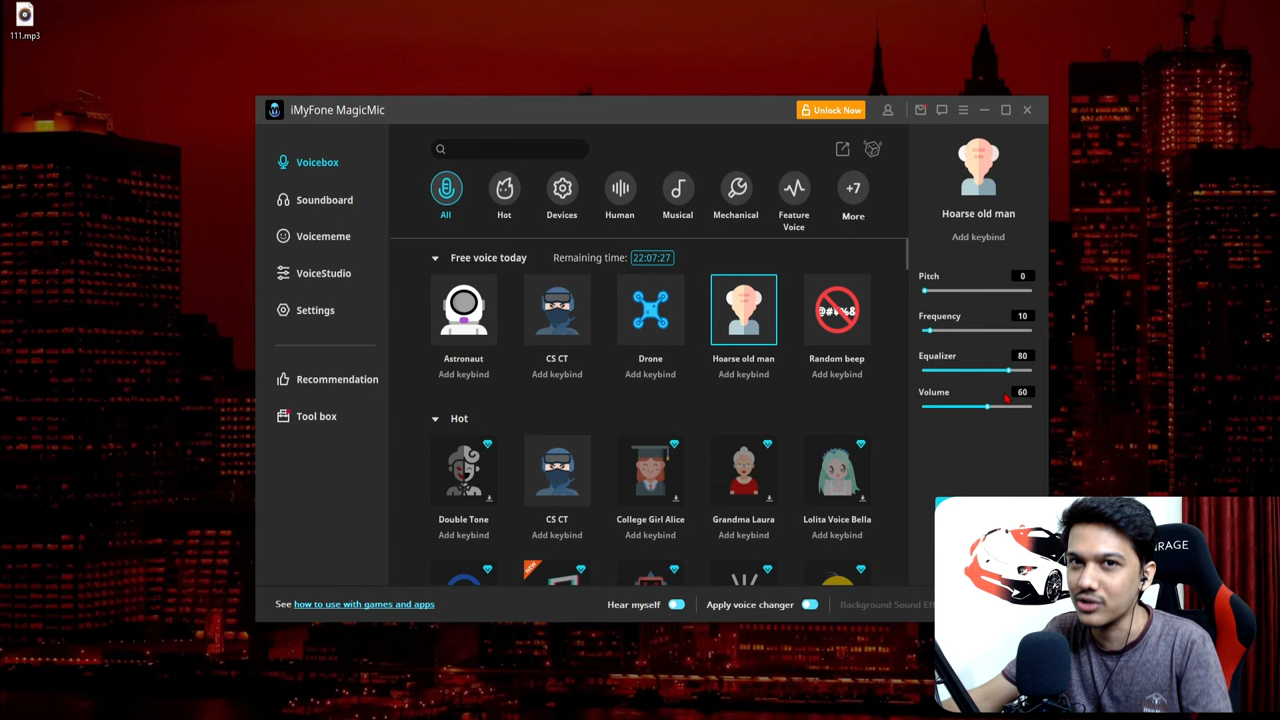 111.mp3
iMyFone MagicMic
Unlock Now
Voicebox
Soundboard
Voicememe
VoiceStudio
Settings
Recommendation
Tool box
All
Hot
Devices
Human
Musical
Mechanical
Feature
Voice
+7
More
Free voice today
Remaining time: 22:07:27
Astronaut
CS CT
Drone
Hoarse old man
Random beep
@#$%&
Add keybind
Add keybind
Add keybind
Add keybind
Add keybind
Hot
Double Tone
CS CT
College Girl Alice
Grandma Laura
Lolita Voice Bella
Add keybind
Add keybind
Add keybind
Add keybind
Add keybind
NEW
See how to use with games and apps
Hear myself
Apply voice changer
Background Sound Eff
Hoarse old man
Add keybind
Pitch 0
Frequency 10
Equalizer 80
Volume 60
IRAGE